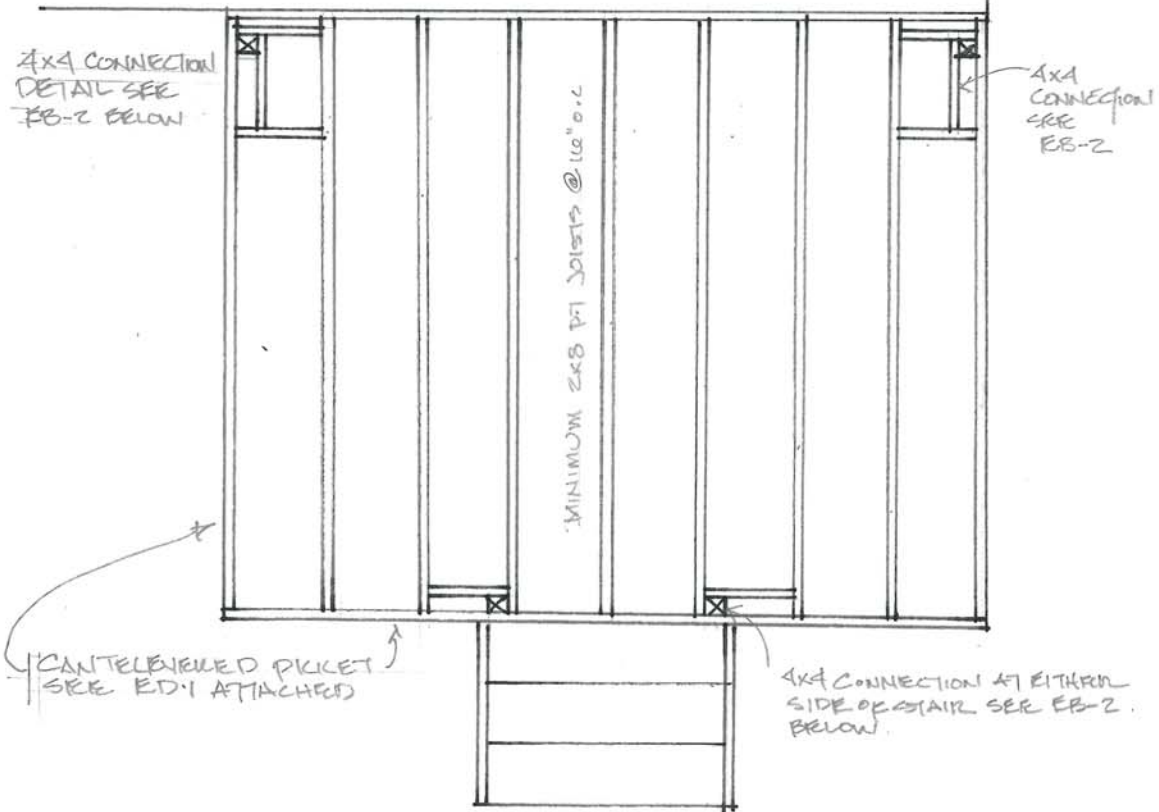 4x4 CONNECTION
DETAIL SEE
EB-2 BELOW
4x4
CONNECTION
SEE
EB-2
MINIMUM 2x8 P.T JOISTS @ 16" o.c
CANTELEVERED PICKET
SEE ED.1 ATTACHED
4x4 CONNECTION AT EITHER
SIDE OF STAIR SEE EB-2.
BELOW.